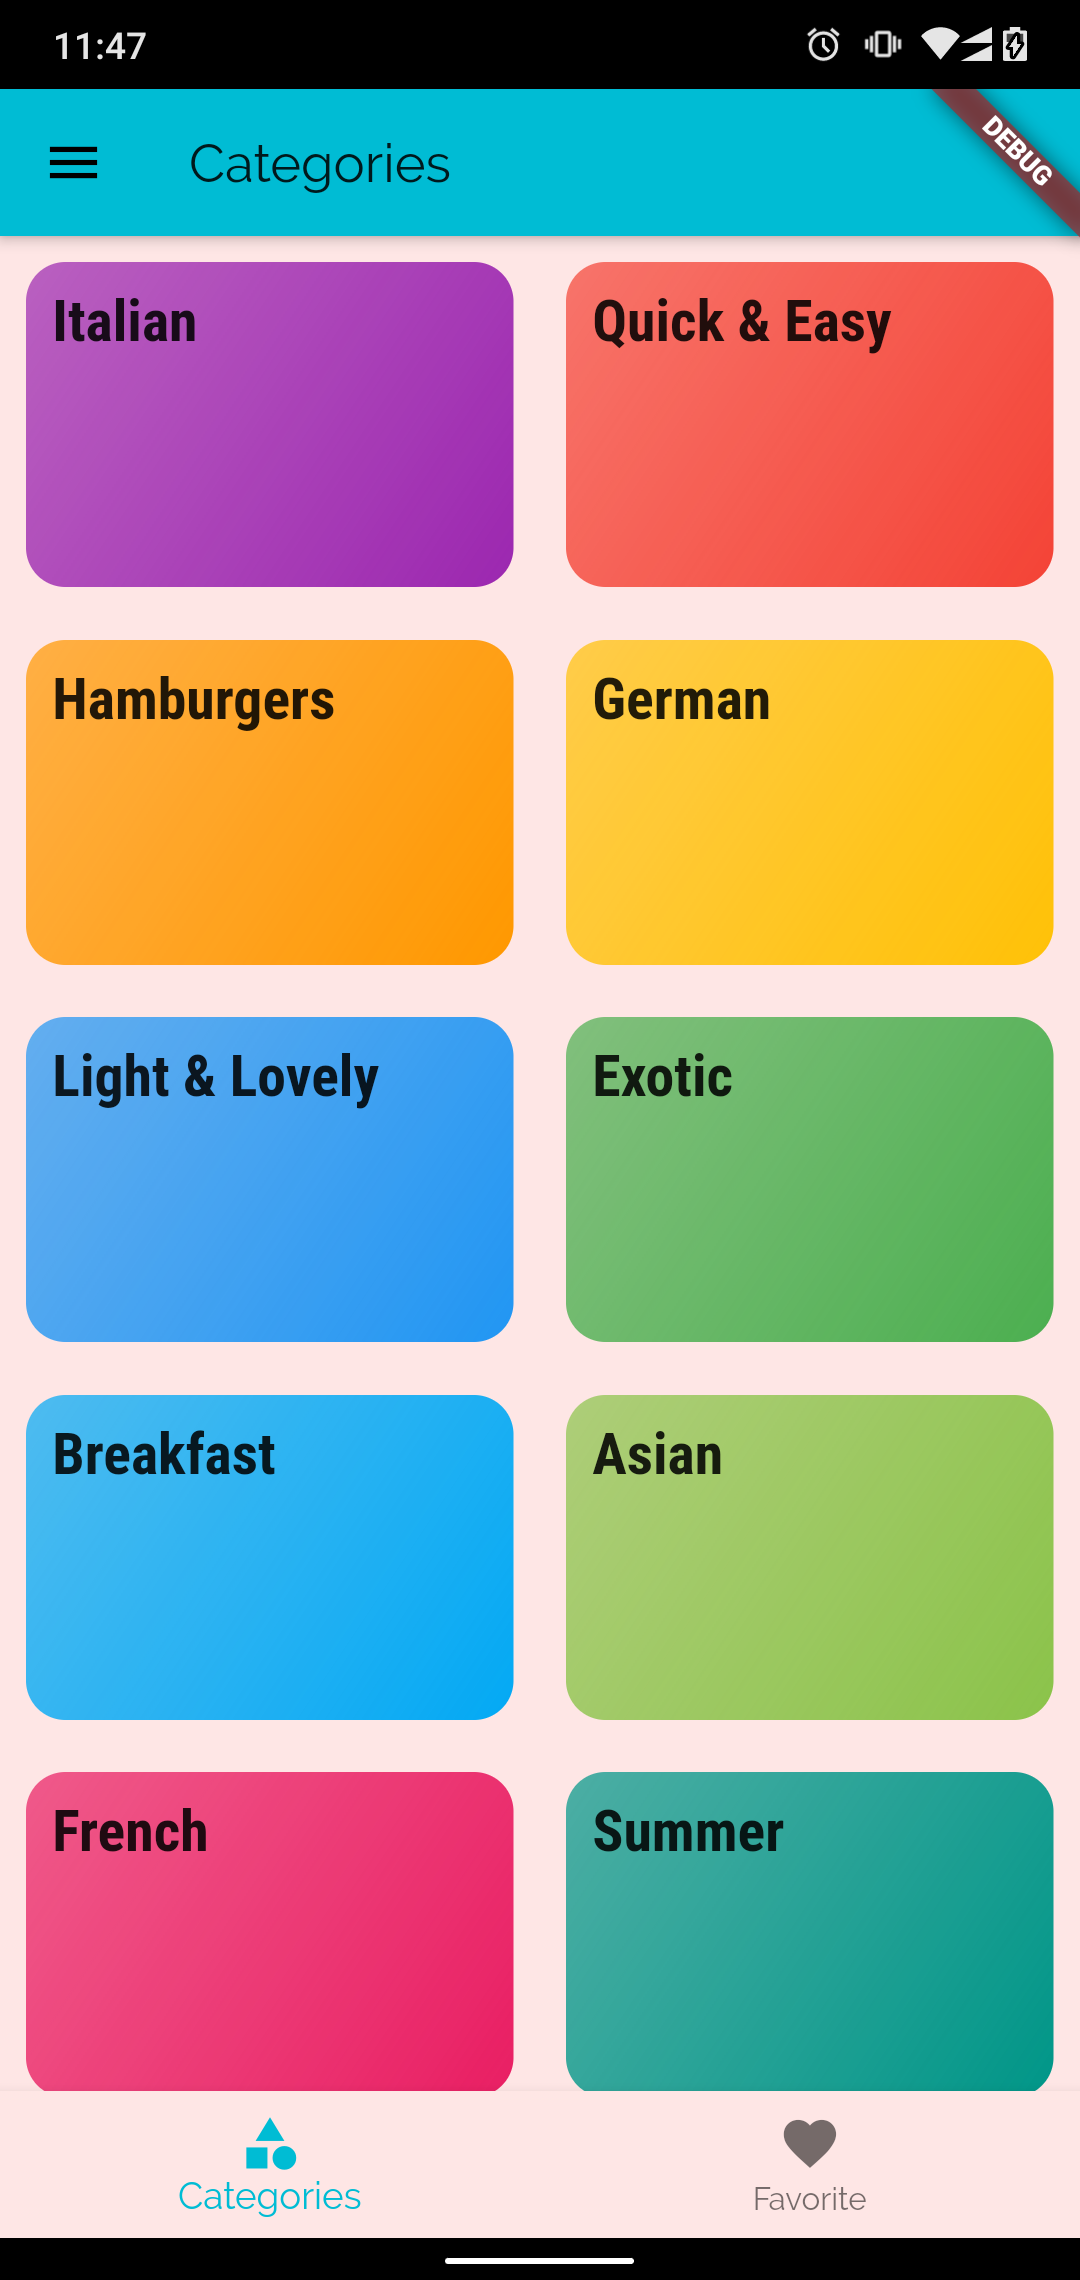 11:47
Categories
DEBUG
Italian
Quick & Easy
Hamburgers
German
Light & Lovely
Exotic
Breakfast
Asian
French
Summer
Categories
Favorite